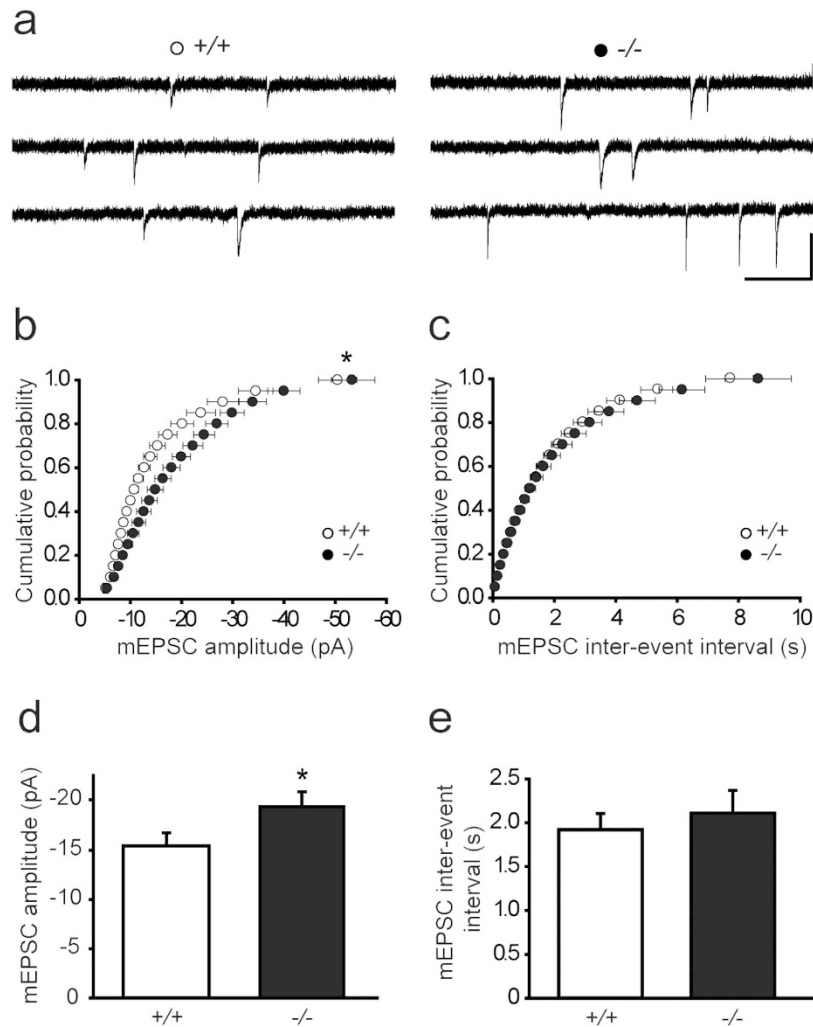 a
+/+ -/-
b
*
Cumulative probability
1.0
0.8
0.6
0.4
0.2
0.0
+/+
-/-
0 -10 -20 -30 -40 -50 -60
mEPSC amplitude (pA)
c
Cumulative probability
1.0
0.8
0.6
0.4
0.2
0.0
+/+
-/-
0 2 4 6 8 10
mEPSC inter-event interval (s)
d
mEPSC amplitude (pA)
-20
-15
-10
-5
0
*
+/+ -/-
e
mEPSC inter-event
interval (s)
2.5
2.0
1.5
1.0
0.5
0
+/+ -/-